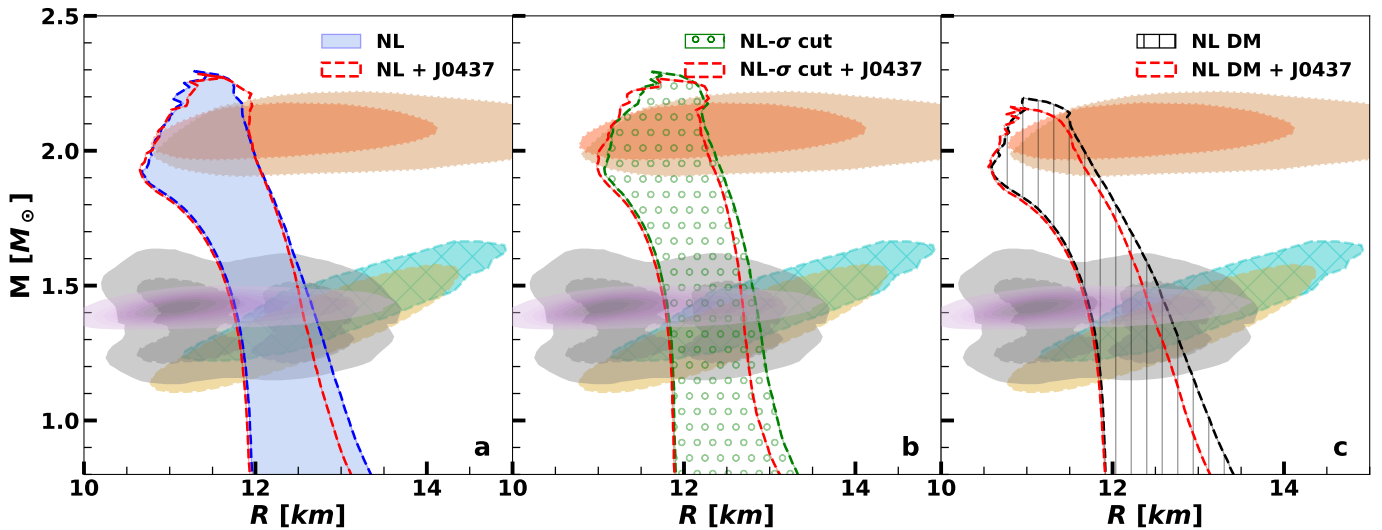 2.5
2.0
1.5
1.0
M [M⊙]
NL
NL + J0437
a
10
12
14
R [km]
NL-σ cut
NL-σ cut + J0437
b
10
12
14
R [km]
NL DM
NL DM + J0437
c
10
12
14
R [km]